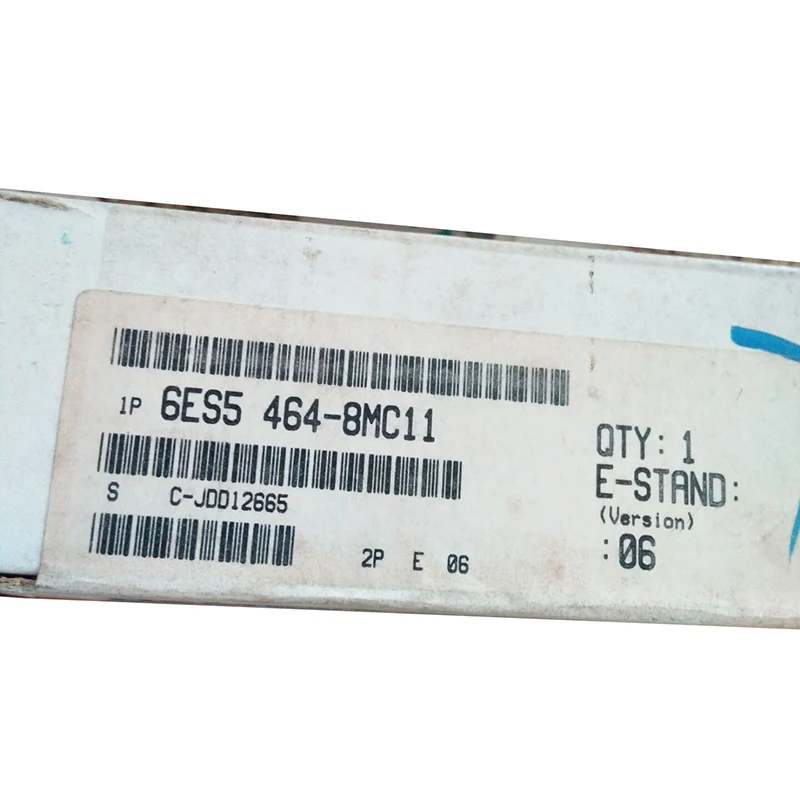 1P 6ES5 464-8MC11
S C-JDD12665
2P E 06
QTY: 1
E-STAND:
(Version)
:06